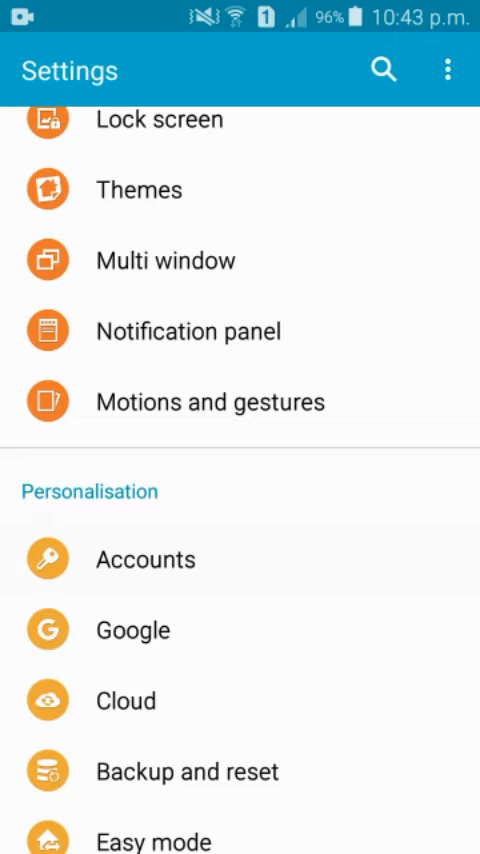 1 96% 10:43 p.m.
Settings
Lock screen
Themes
Multi window
Notification panel
Motions and gestures
Personalisation
Accounts
G Google
Cloud
Backup and reset
Easy mode